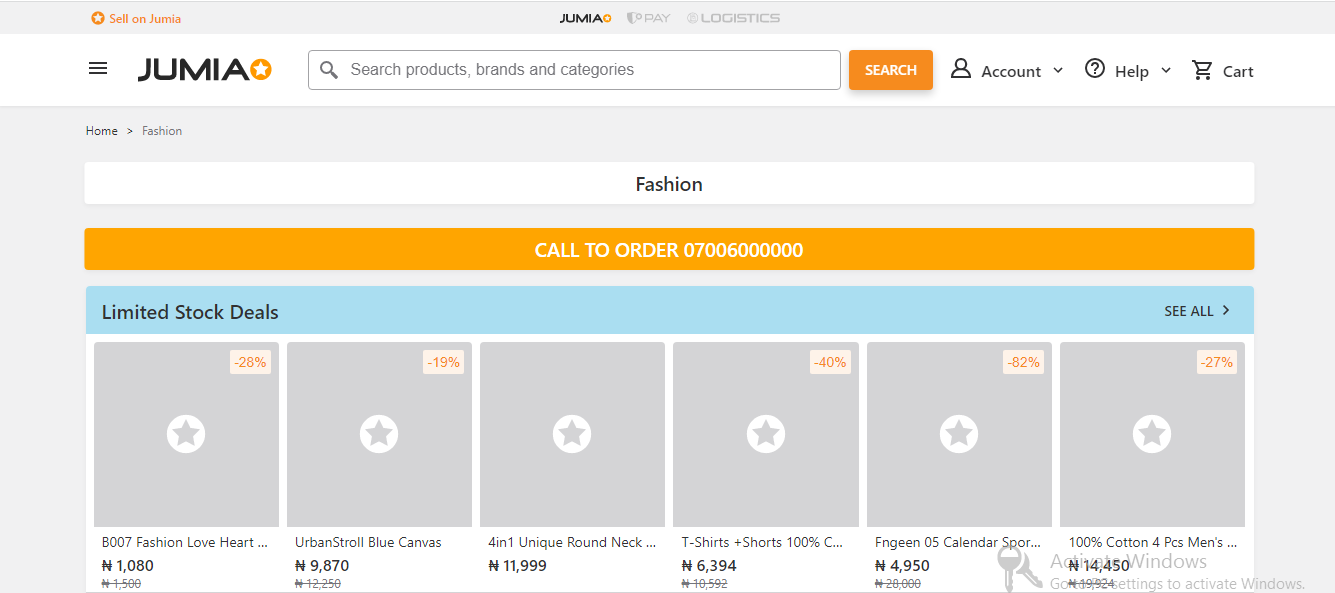 Sell on Jumia
JUMIA PAY LOGISTICS
JUMIA Search products, brands and categories SEARCH Account Help Cart
Home > Fashion
Fashion
CALL TO ORDER 07006000000
Limited Stock Deals SEE ALL >
-28% -19% -40% -82% -27%
B007 Fashion Love Heart ... UrbanStroll Blue Canvas 4in1 Unique Round Neck ... T-Shirts +Shorts 100% C... Fngeen 05 Calendar Spor... 100% Cotton 4 Pcs Men's ...
₦ 1,080 ₦ 9,870 ₦ 11,999 ₦ 6,394 ₦ 4,950 ₦ 14,450
₦ 1,500 ₦ 12,250 ₦ 10,592 ₦ 28,000 ₦ 19,924
Activate Windows
Go to PC settings to activate Windows.